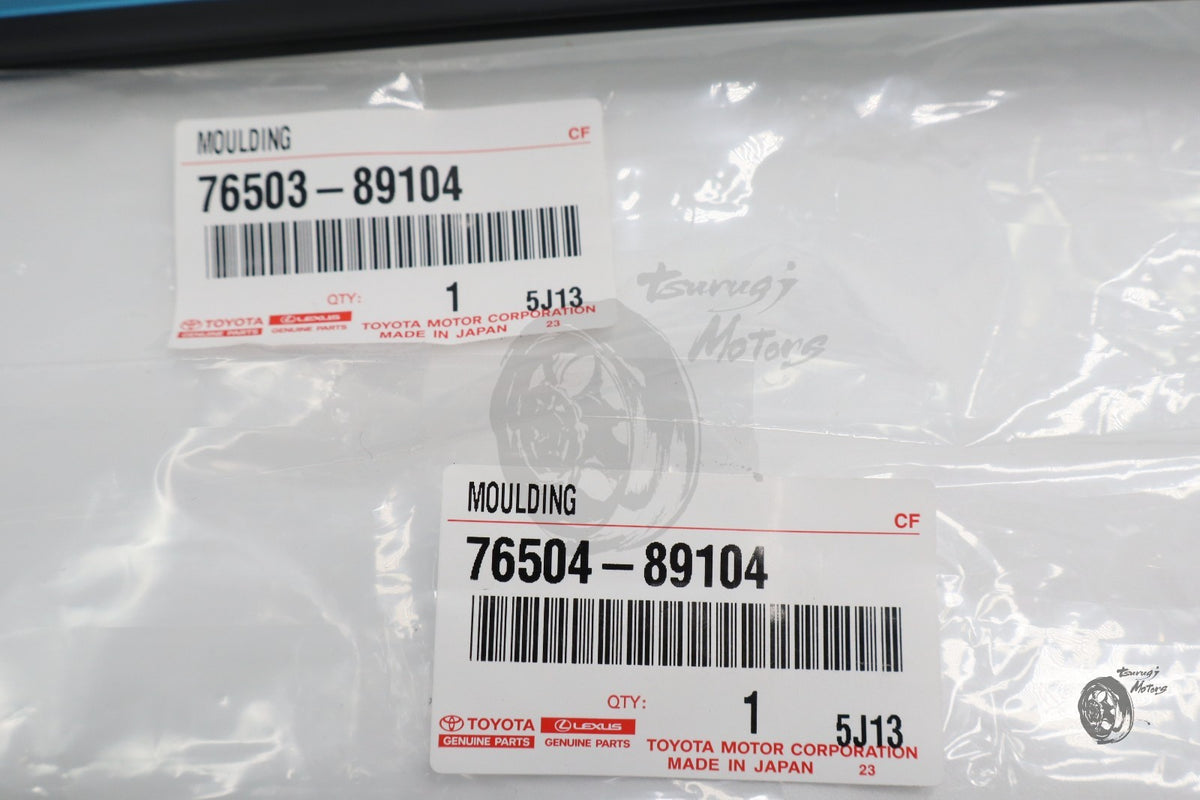 MOULDING
CF
76503-89104
QTY: 1 5J13
TOYOTA LEXUS
GENUINE PARTS GENUINE PARTS
TOYOTA MOTOR CORPORATION
MADE IN JAPAN 23
tsurugi
Motors
MOULDING
CF
76504-89104
QTY: 1 5J13
TOYOTA LEXUS
GENUINE PARTS GENUINE PARTS
TOYOTA MOTOR CORPORATION
MADE IN JAPAN 23
tsurugi
Motors